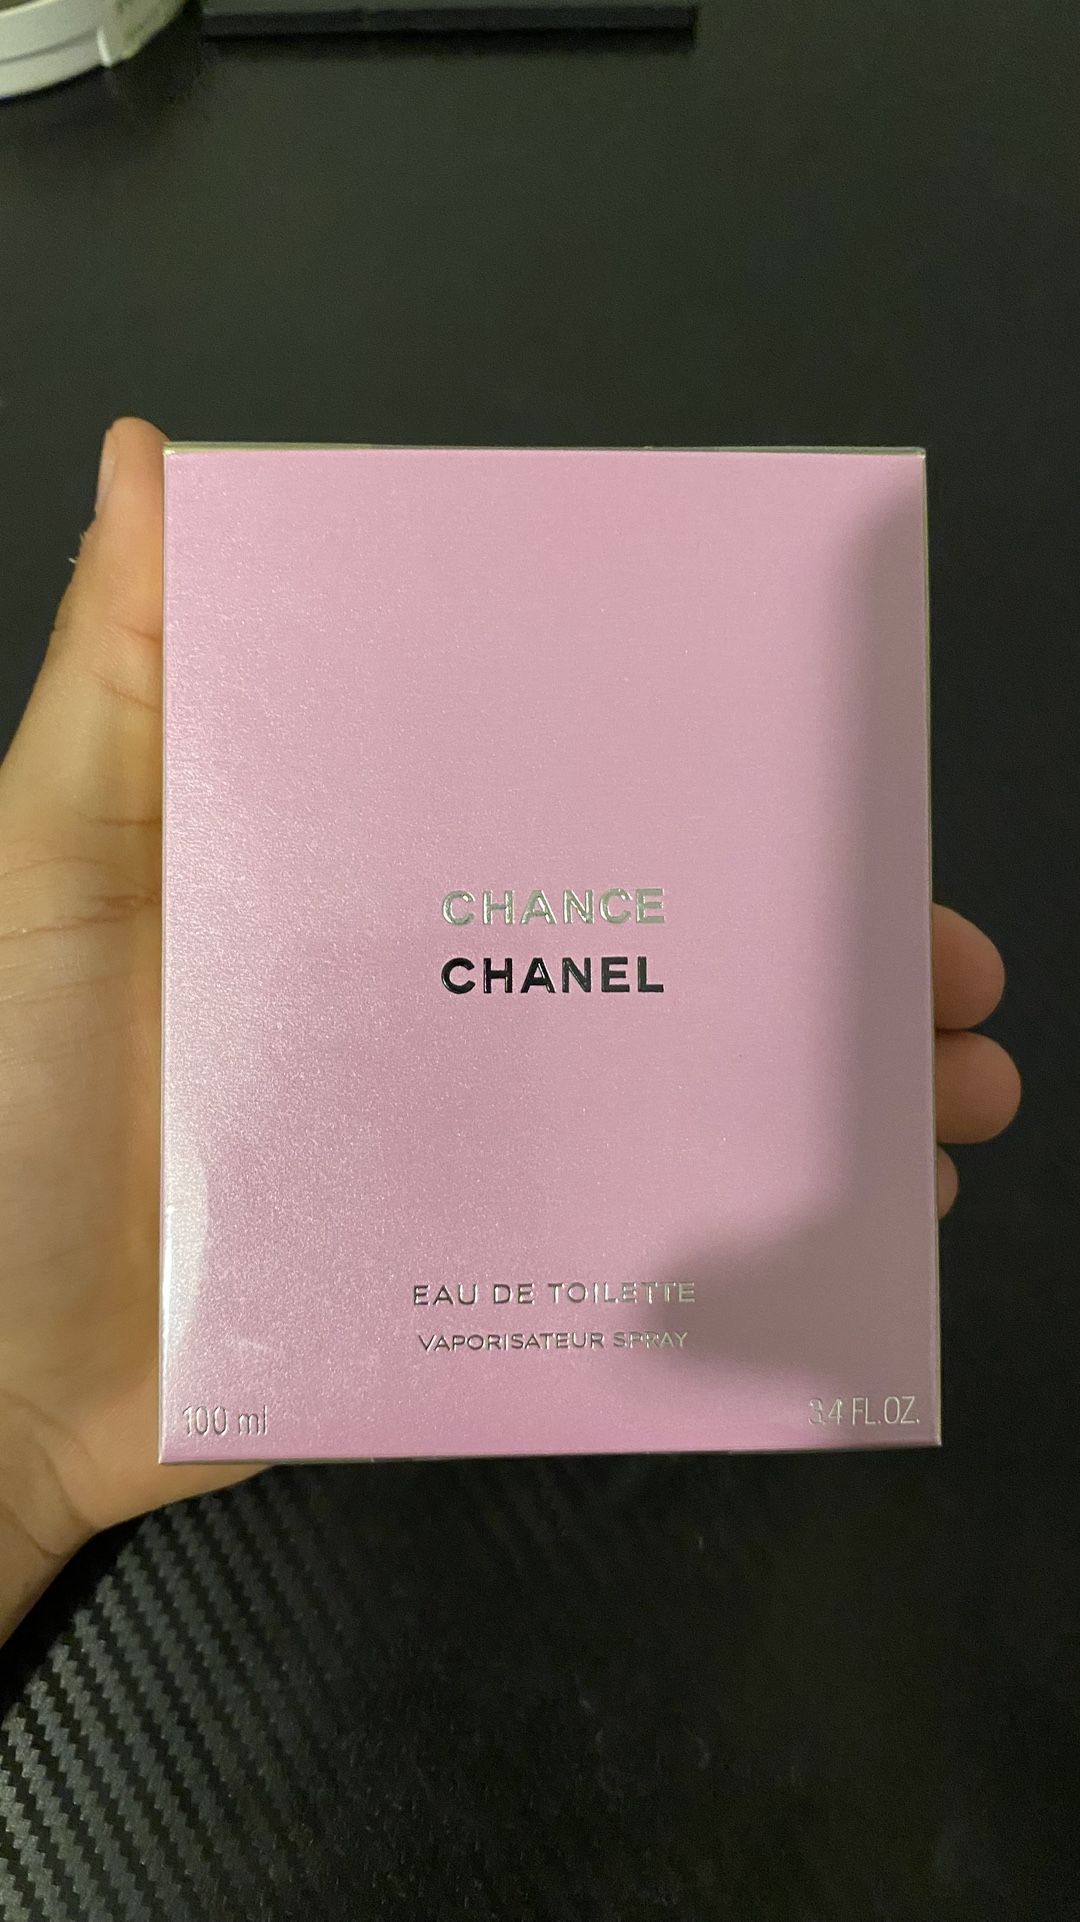 CHANCE
CHANEL
EAU DE TOILETTE
VAPORISATEUR SPRAY
100 ml
3.4 FL.OZ.